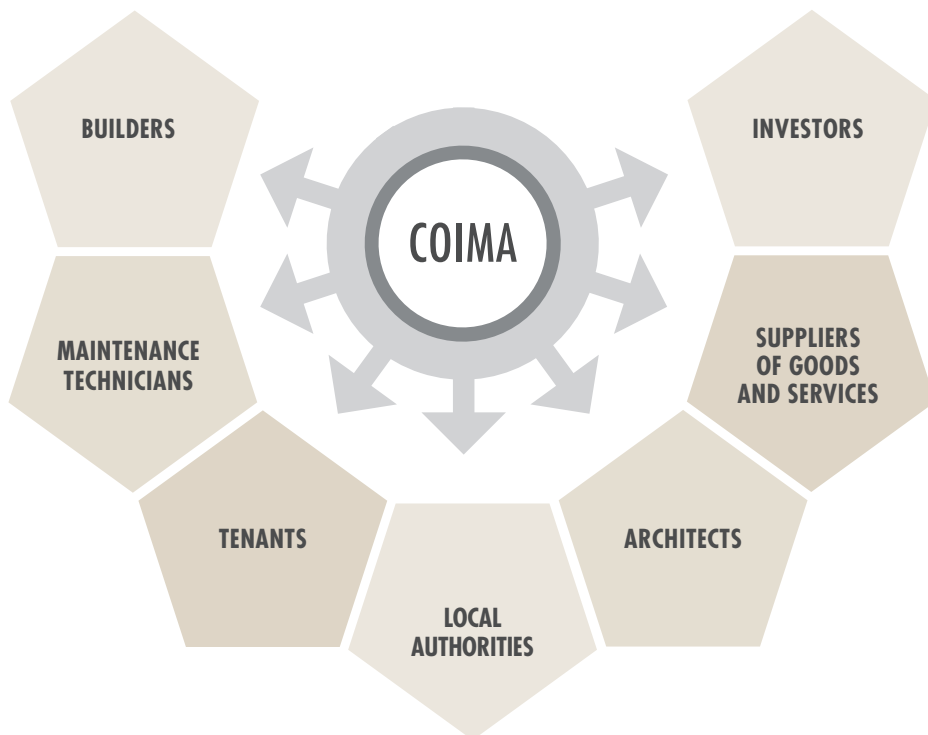 BUILDERS
COIMA
INVESTORS
MAINTENANCE
TECHNICIANS
SUPPLIERS
OF GOODS
AND SERVICES
TENANTS
ARCHITECTS
LOCAL
AUTHORITIES